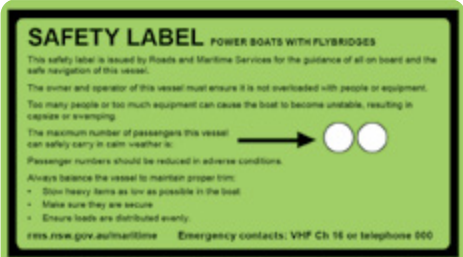 SAFETY LABEL POWER BOATS WITH FLYBRIDGES
This safety label is issued by Roads and Maritime Services for the guidance of all on board and the
safe navigation of this vessel.
The owner and operator of this vessel must ensure it is not overloaded with people or equipment.
Too many people or too much equipment can cause the boat to become unstable, resulting in
capsize or swamping.
The maximum number of passengers this vessel
can safely carry in calm weather is:
Passenger numbers should be reduced in adverse conditions.
Always balance the vessel to maintain proper trim:
• Stow heavy items as low as possible in the boat
• Make sure they are secure
• Ensure loads are distributed evenly.
rms.nsw.gov.au/maritime Emergency contacts: VHF Ch 16 or telephone 000